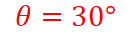 θ = 30°